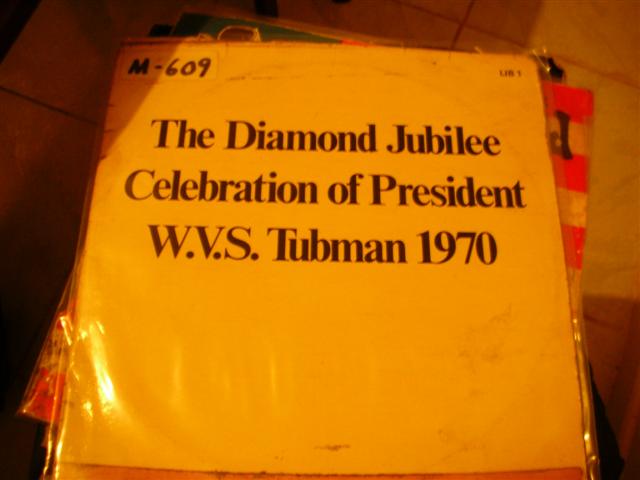 M-609
LIB 1
The Diamond Jubilee
Celebration of President
W.V.S. Tubman 1970